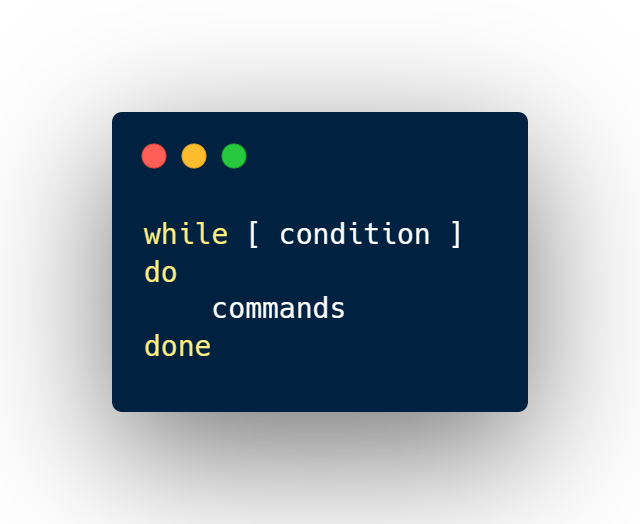 while [ condition ]
do
    commands
done